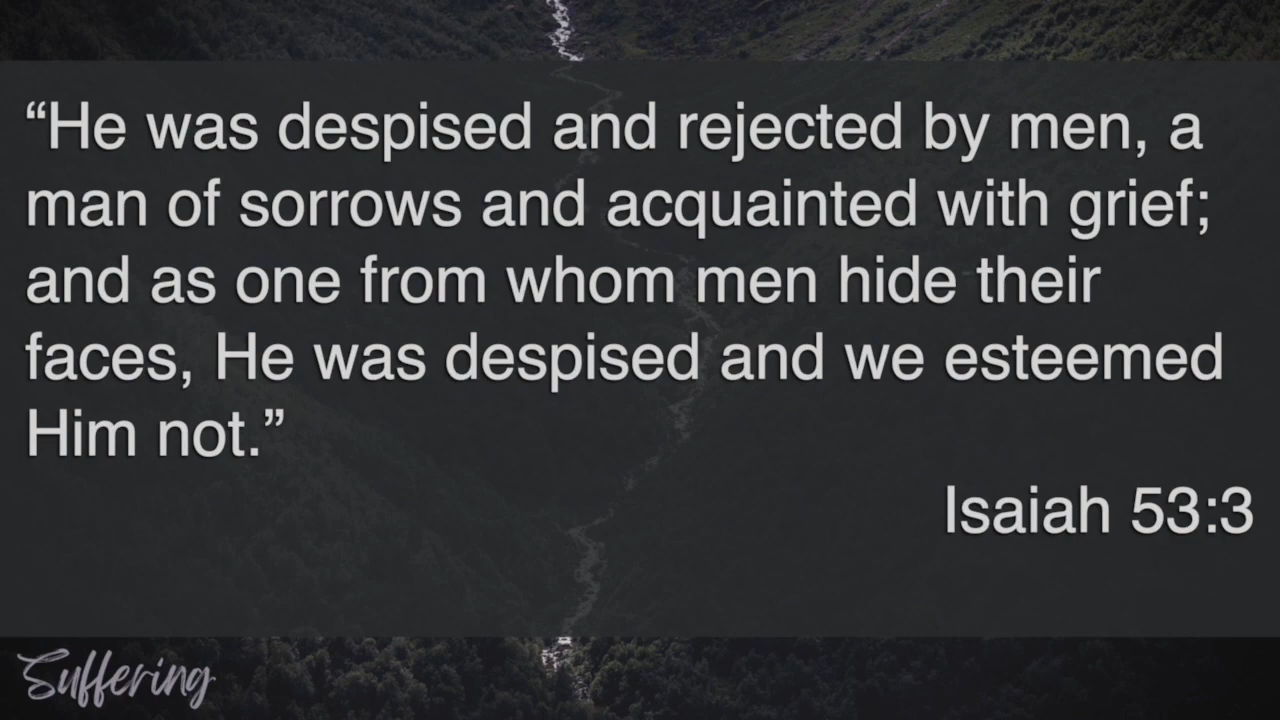 “He was despised and rejected by men, a
man of sorrows and acquainted with grief;
and as one from whom men hide their
faces, He was despised and we esteemed
Him not.”
Isaiah 53:3
Suffering